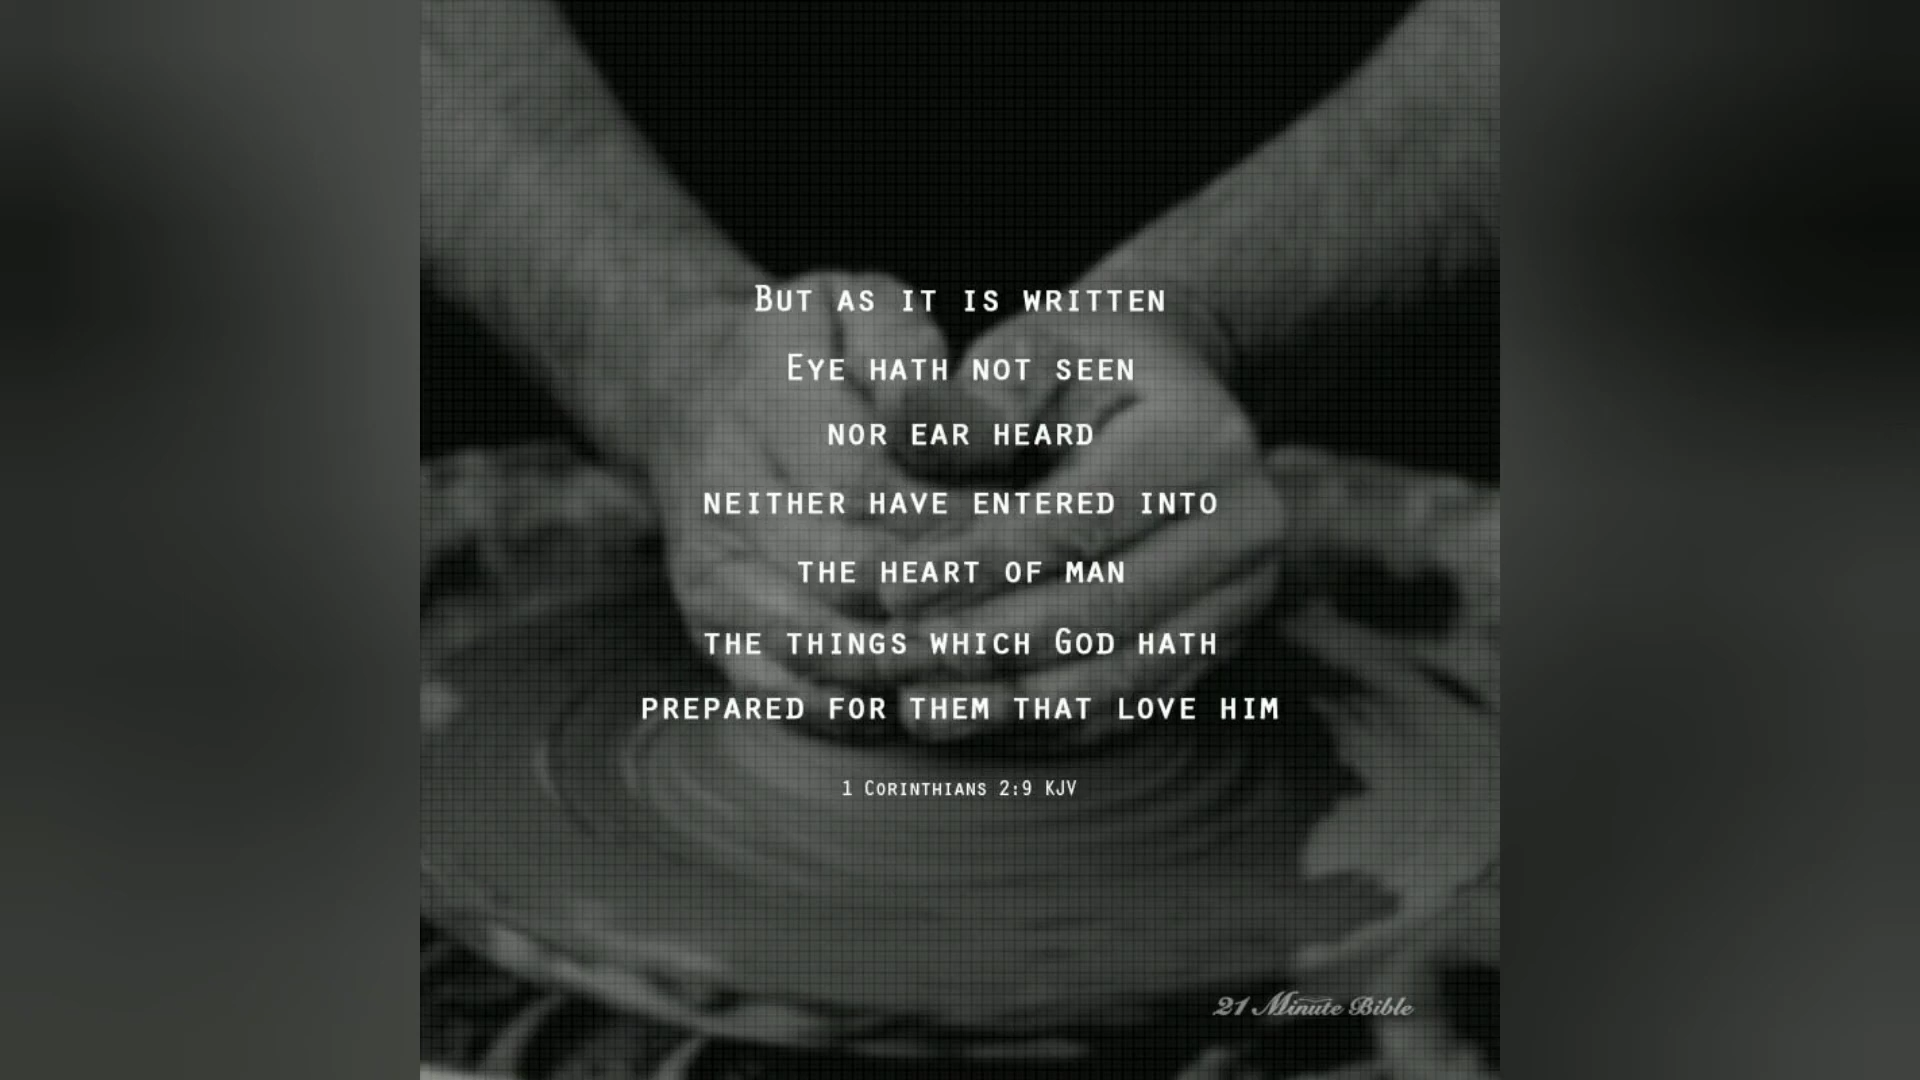 But as it is written
Eye hath not seen
nor ear heard
neither have entered into
the heart of man
the things which God hath
prepared for them that love him
1 Corinthians 2:9 KJV
21 Minute Bible